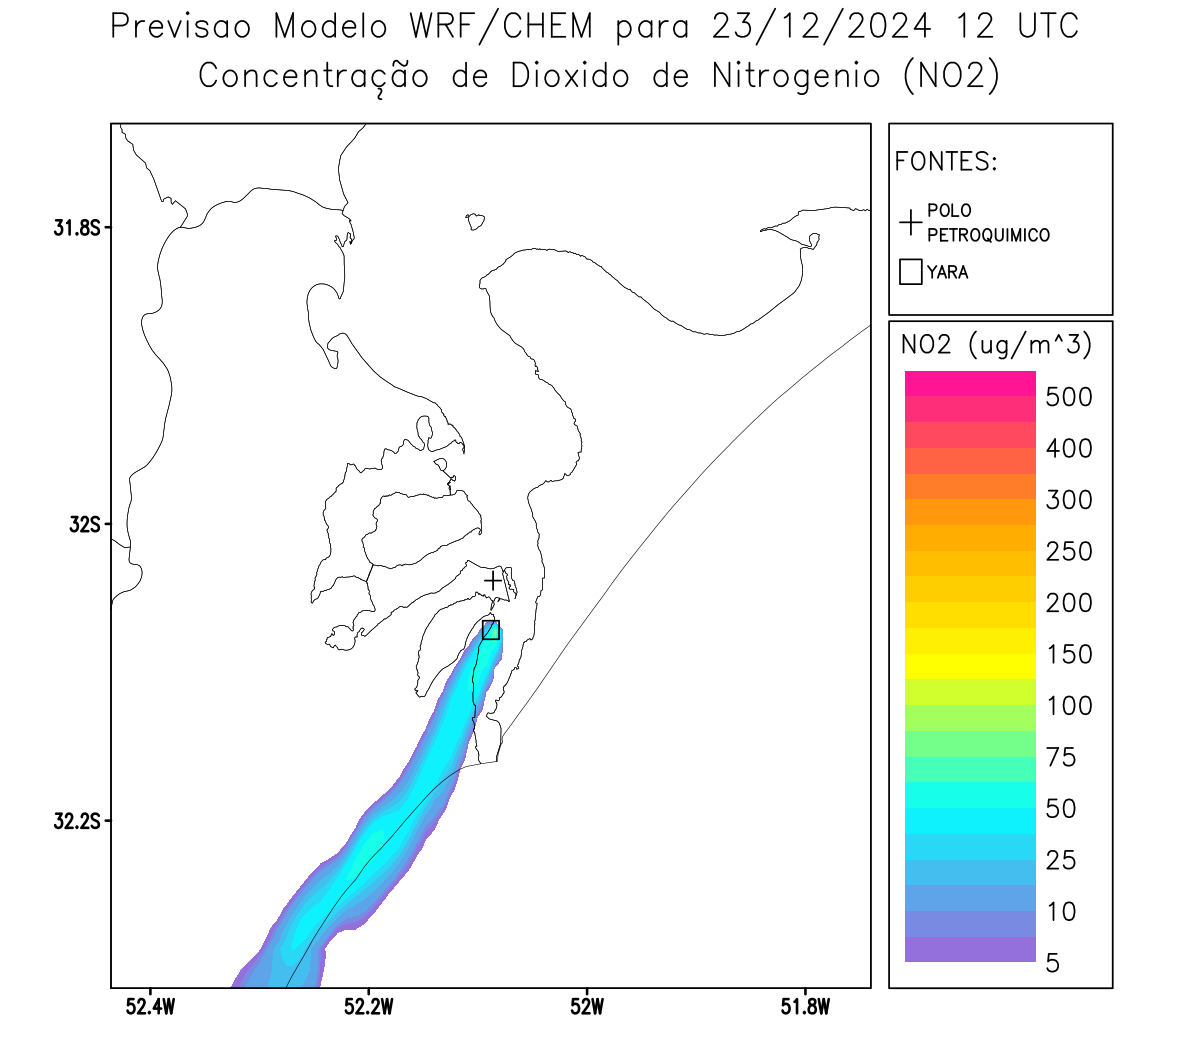 Previsao Modelo WRF/CHEM para 23/12/2024 12 UTC
Concentração de Dioxido de Nitrogenio (NO2)
FONTES:
POLO
PETROQUIMICO
YARA
NO2 (ug/m^3)
500
400
300
250
200
150
100
75
50
25
10
5
31.8S
32S
32.2S
52.4W
52.2W
52W
51.8W